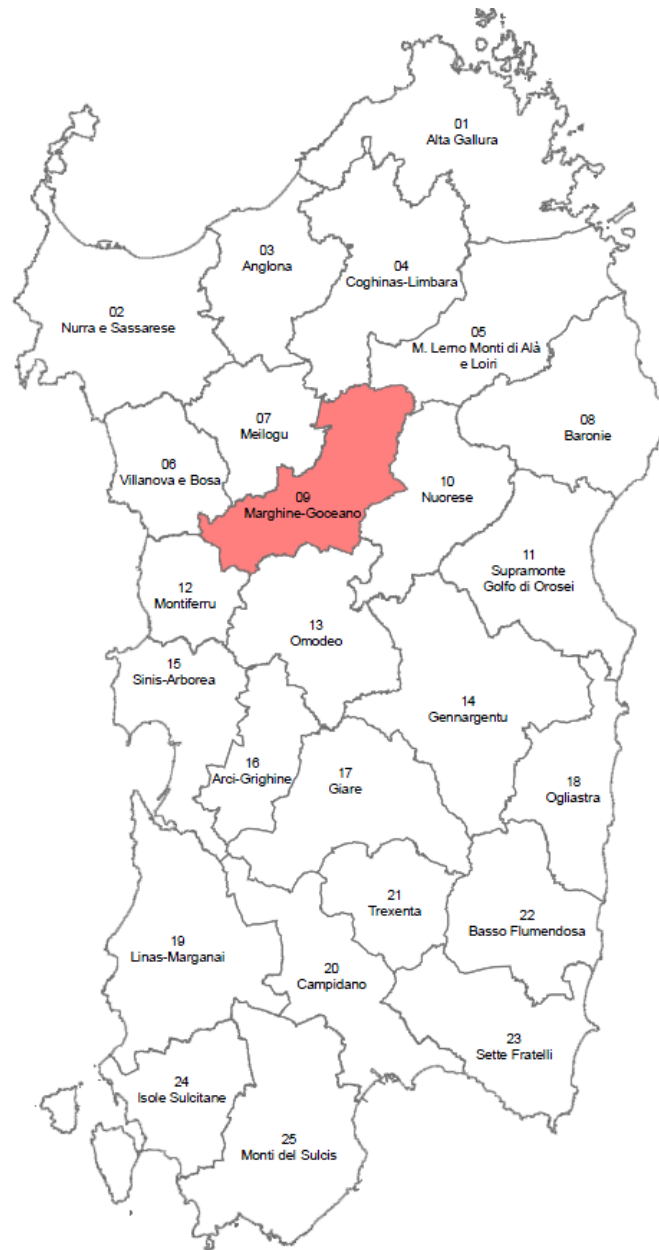 01
Alta Gallura
02
Nurra e Sassarese
03
Anglona
04
Coghinas-Limbara
05
M. Lerno Monti di Alà
e Loiri
06
Villanova e Bosa
07
Meilogu
08
Baronie
09
Marghine-Goceano
10
Nuorese
11
Supramonte
Golfo di Orosei
12
Montiferru
13
Omodeo
14
Gennargentu
15
Sinis-Arborea
16
Arci-Grighine
17
Giare
18
Ogliastra
19
Linas-Marganai
20
Campidano
21
Trexenta
22
Basso Flumendosa
23
Sette Fratelli
24
Isole Sulcitane
25
Monti del Sulcis